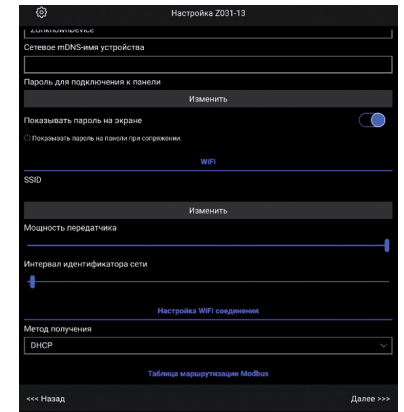 Настройка Z031-13
Zunknowndevice
Сетевое mDNS-имя устройства
Пароль для подключения к панели
Изменить
Показывать пароль на экране
Показывать пароль на панели при сопряжении.
WiFi
SSID
Изменить
Мощность передатчика
Интервал идентификатора сети
Настройка WiFi соединения
Метод получения
DHCP
Таблица маршрутизации Modbus
<<< Назад
Далее >>>